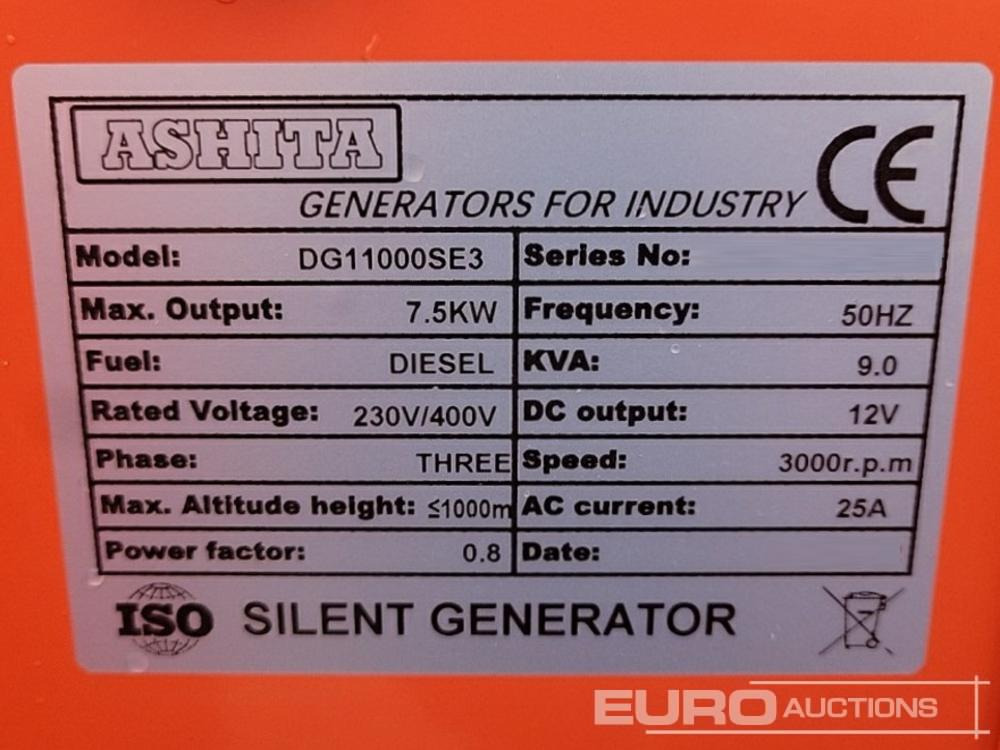 ASHITA
CE
GENERATORS FOR INDUSTRY
Model: DG11000SE3 Series No:
Max. Output: 7.5KW Frequency: 50HZ
Fuel: DIESEL KVA: 9.0
Rated Voltage: 230V/400V DC output: 12V
Phase: THREE Speed: 3000r.p.m
Max. Altitude height: ≤1000m AC current: 25A
Power factor: 0.8 Date:
ISO SILENT GENERATOR
EURO AUCTIONS